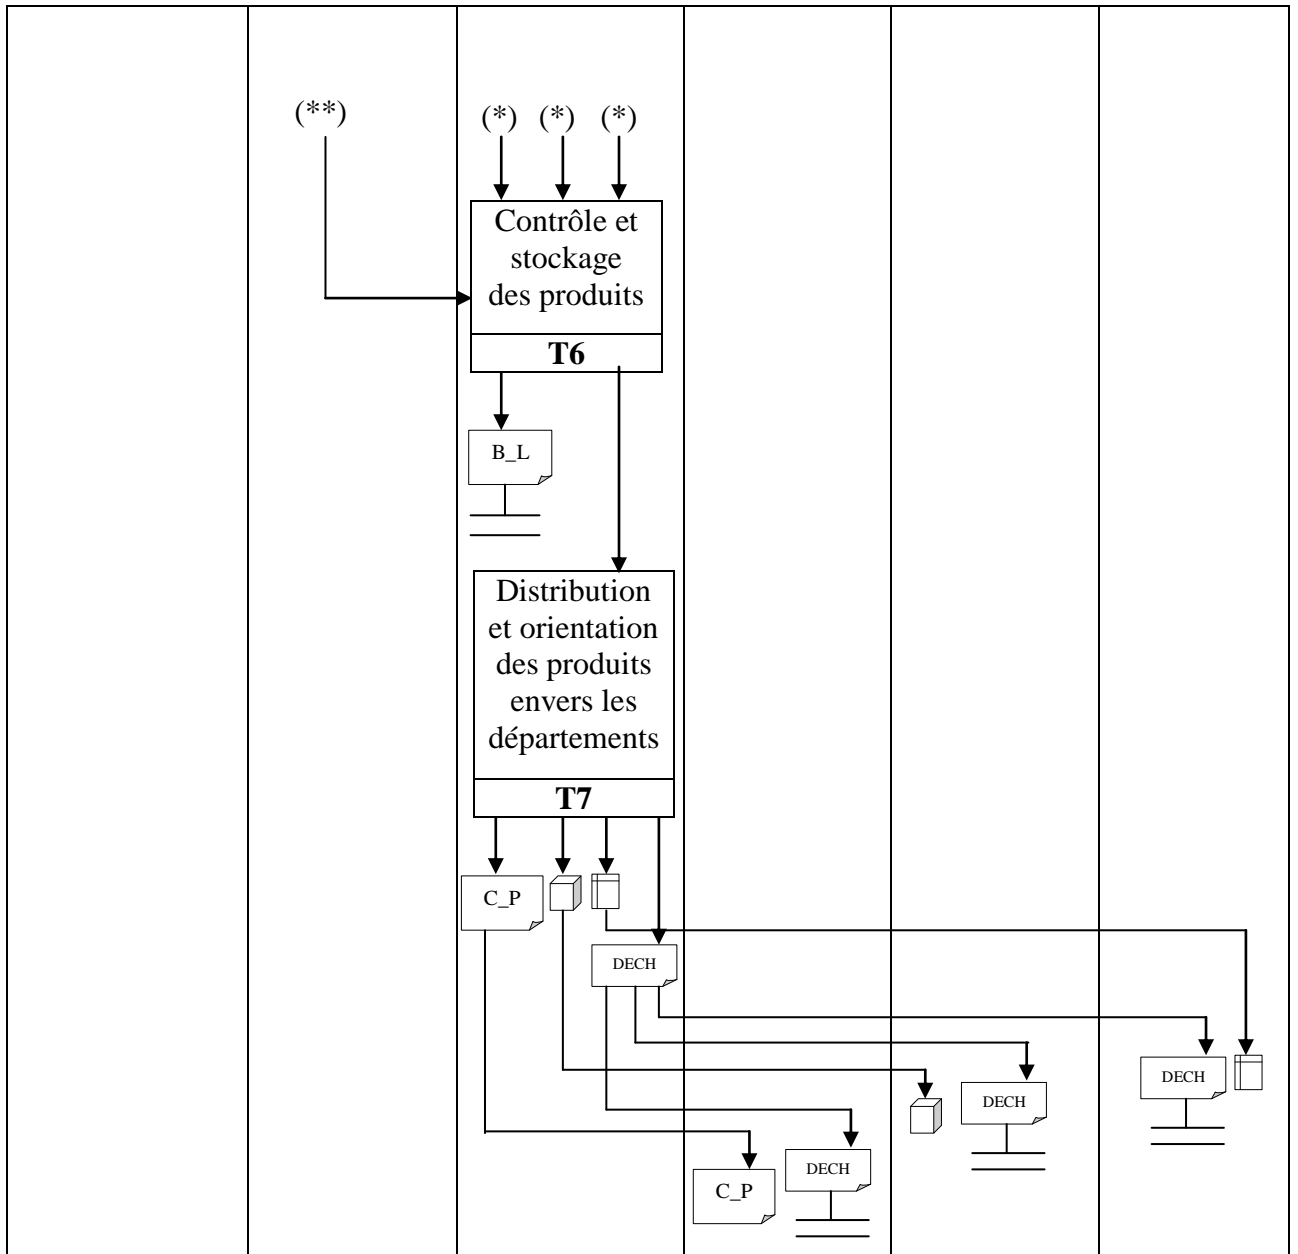 (**)
(*) (*) (*)
Contrôle et
stockage
des produits
T6
B_L
Distribution
et orientation
des produits
envers les
départements
T7
C_P
DECH
DECH
DECH
DECH
C_P